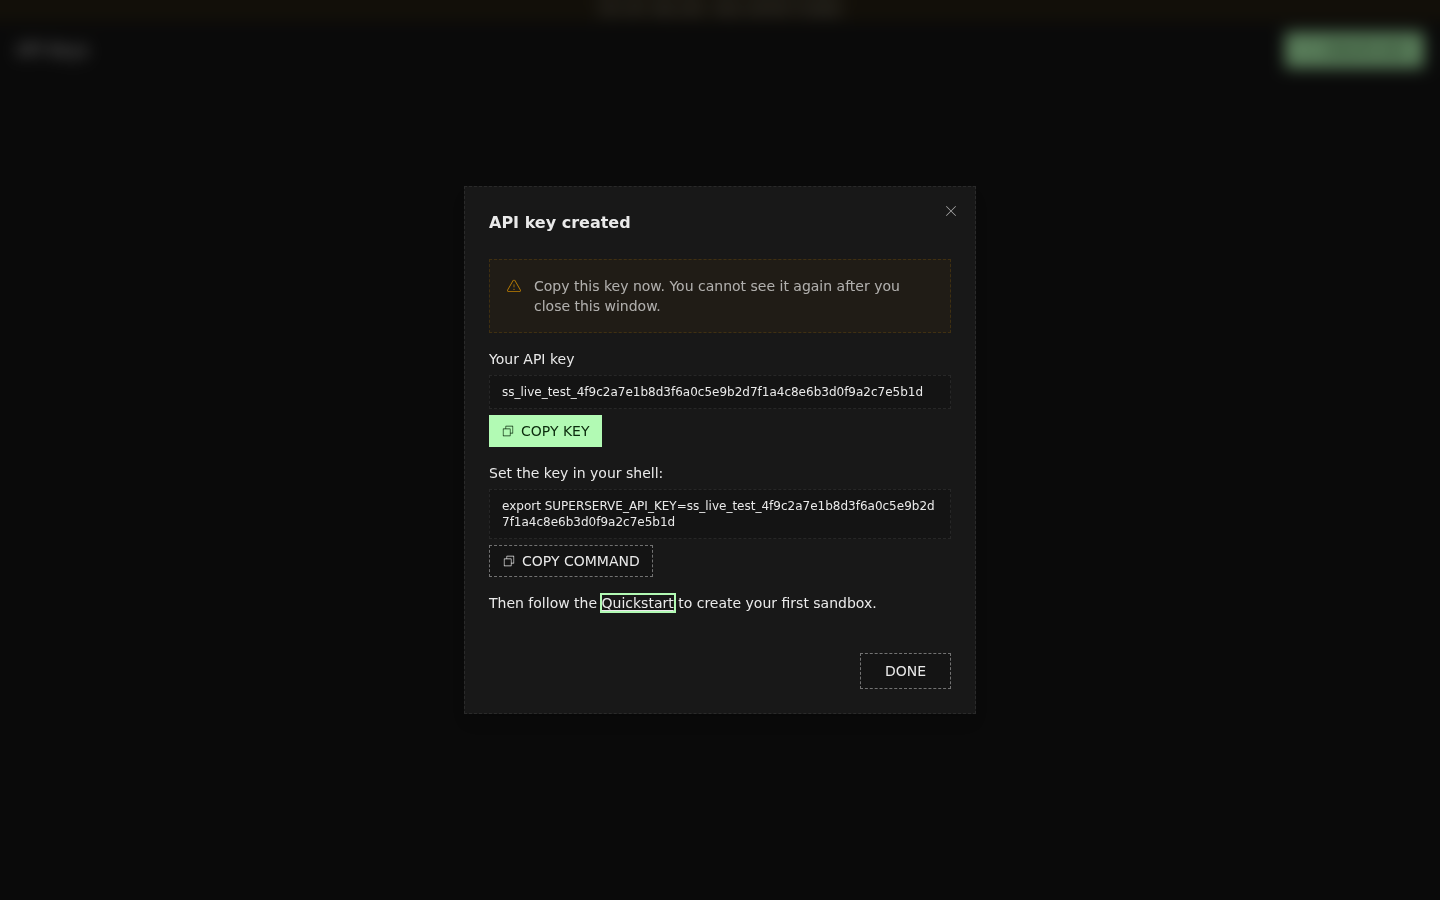 API key created
Copy this key now. You cannot see it again after you
close this window.
Your API key
ss_live_test_4f9c2a7e1b8d3f6a0c5e9b2d7f1a4c8e6b3d0f9a2c7e5b1d
COPY KEY
Set the key in your shell:
export SUPERSERVE_API_KEY=ss_live_test_4f9c2a7e1b8d3f6a0c5e9b2d
7f1a4c8e6b3d0f9a2c7e5b1d
COPY COMMAND
Then follow the Quickstart to create your first sandbox.
DONE